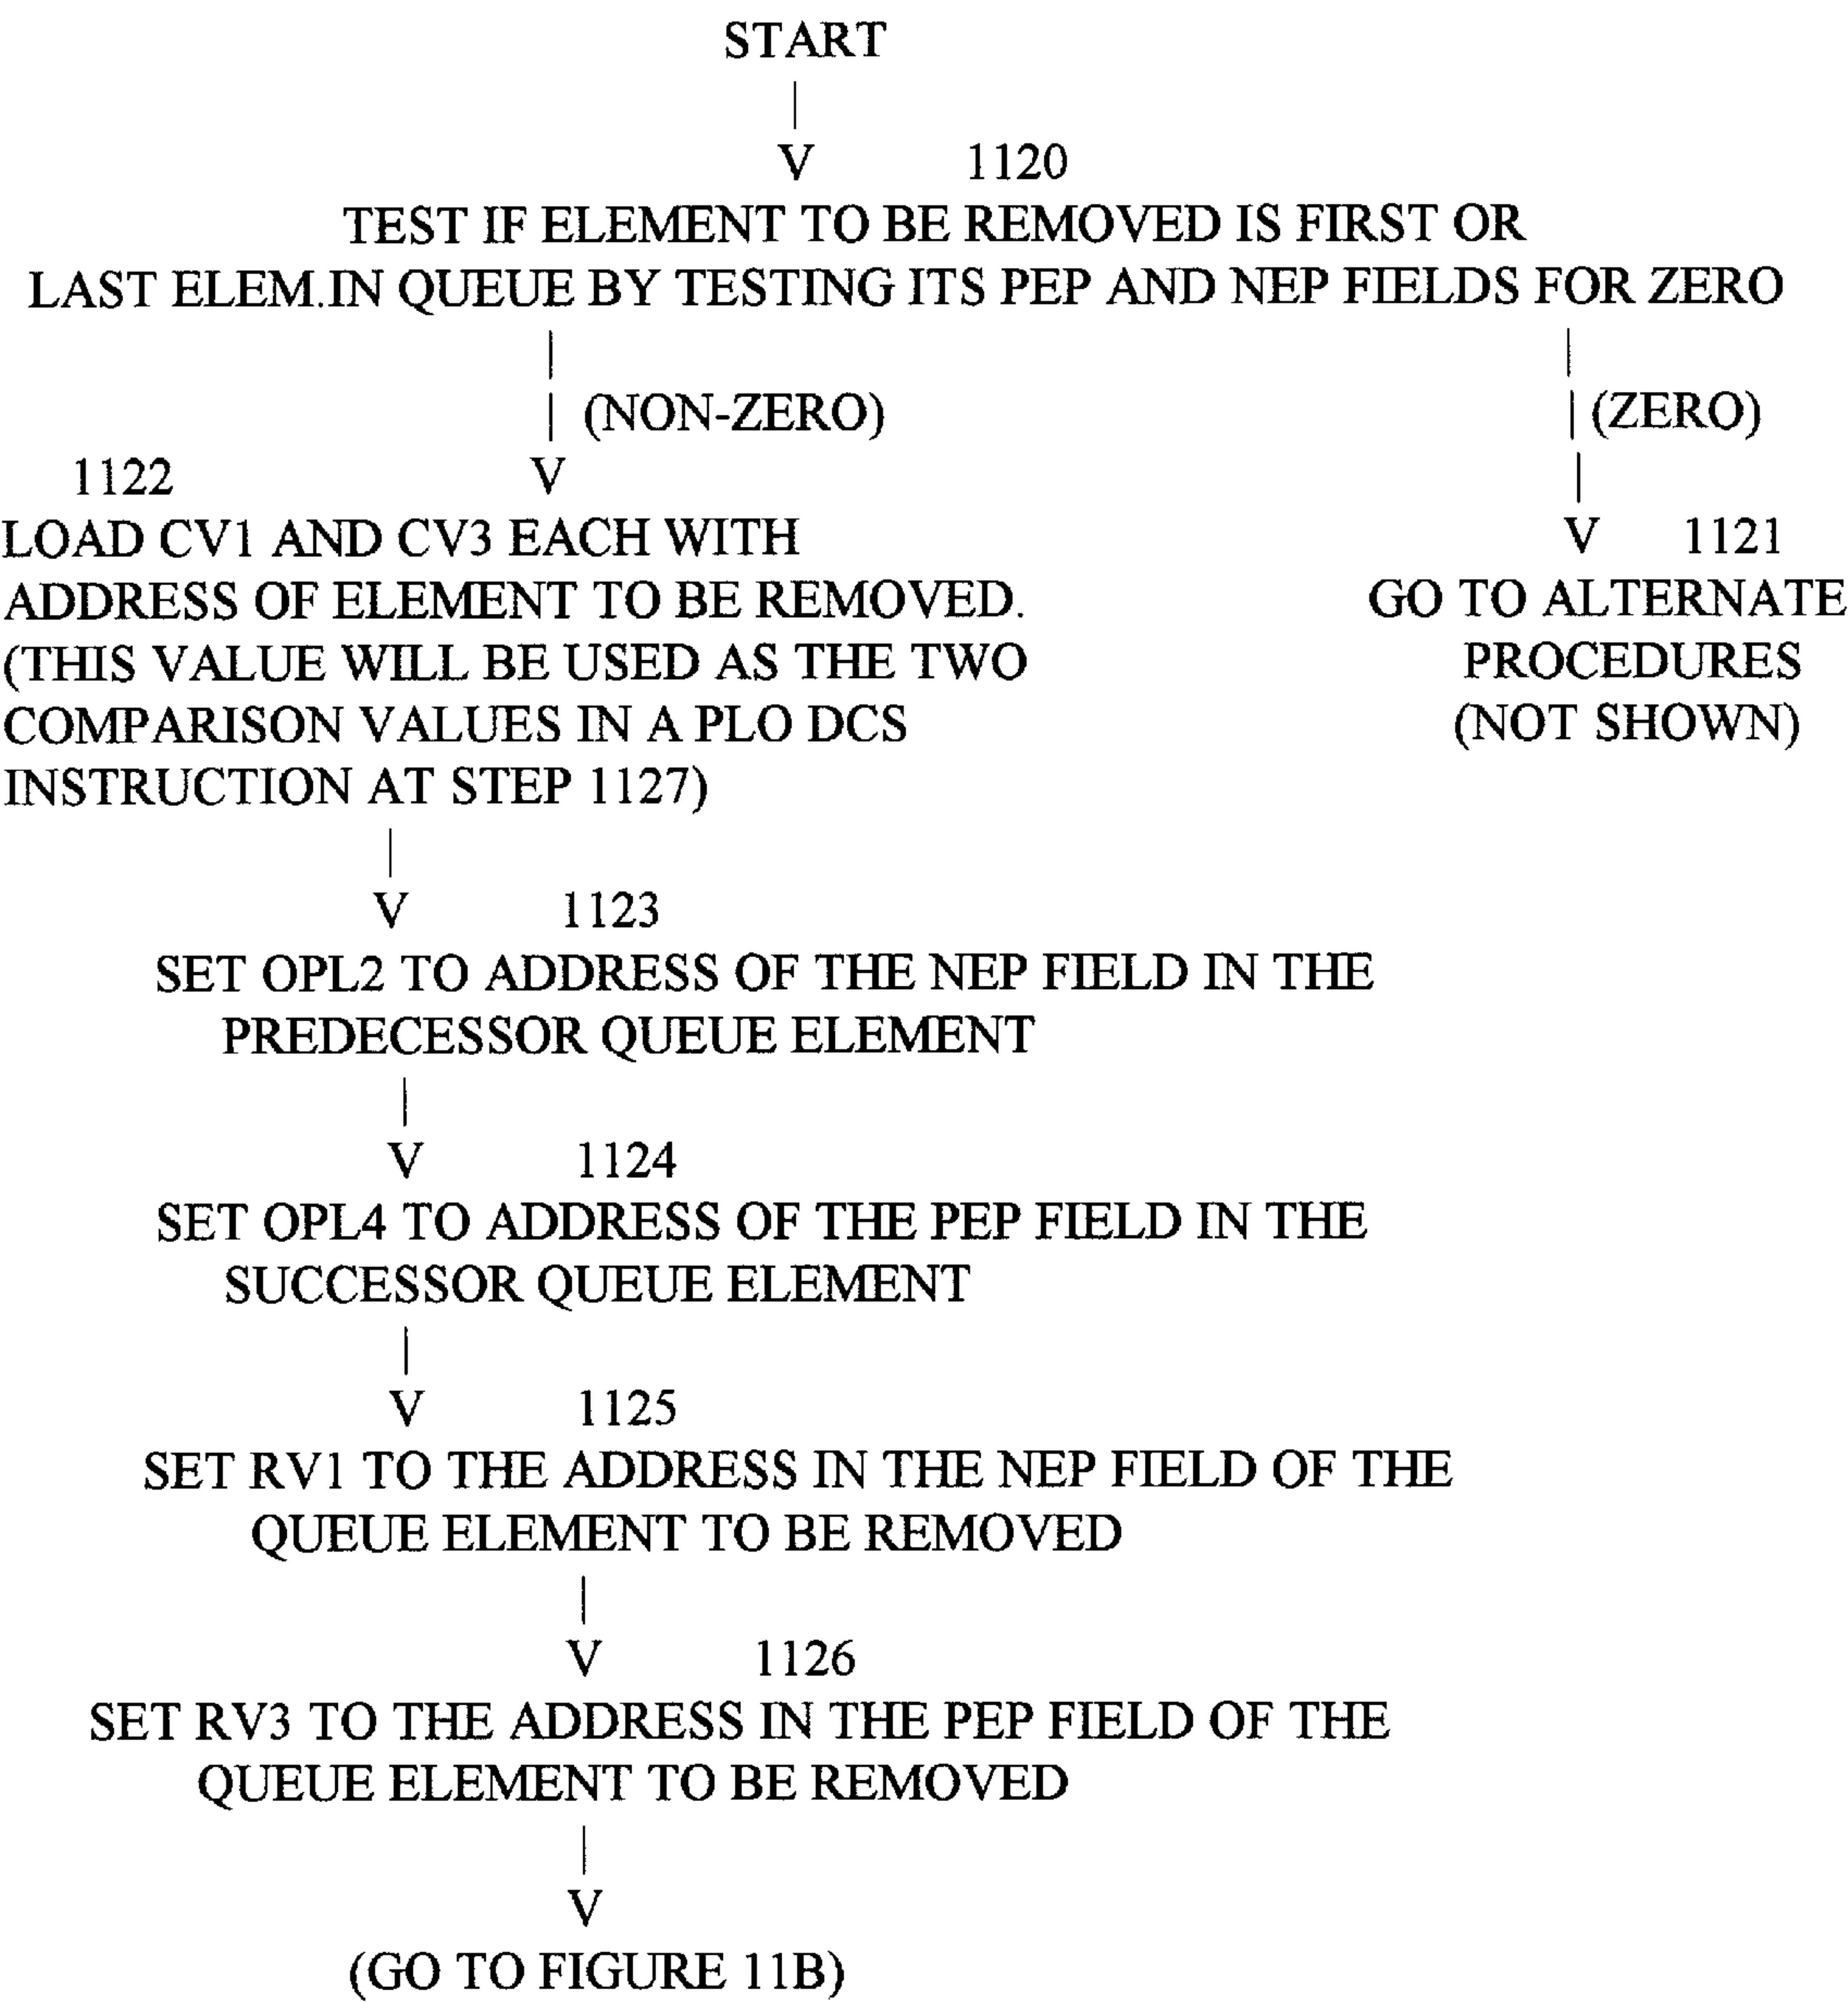 START
|
V 1120
TEST IF ELEMENT TO BE REMOVED IS FIRST OR
LAST ELEM.IN QUEUE BY TESTING ITS PEP AND NEP FIELDS FOR ZERO
| |
| (NON-ZERO) | (ZERO)
1122 V |
LOAD CV1 AND CV3 EACH WITH V 1121
ADDRESS OF ELEMENT TO BE REMOVED. GO TO ALTERNATE
(THIS VALUE WILL BE USED AS THE TWO PROCEDURES
COMPARISON VALUES IN A PLO DCS (NOT SHOWN)
INSTRUCTION AT STEP 1127)
|
V 1123
SET OPL2 TO ADDRESS OF THE NEP FIELD IN THE
PREDECESSOR QUEUE ELEMENT
|
V 1124
SET OPL4 TO ADDRESS OF THE PEP FIELD IN THE
SUCCESSOR QUEUE ELEMENT
|
V 1125
SET RV1 TO THE ADDRESS IN THE NEP FIELD OF THE
QUEUE ELEMENT TO BE REMOVED
|
V 1126
SET RV3 TO THE ADDRESS IN THE PEP FIELD OF THE
QUEUE ELEMENT TO BE REMOVED
|
V
(GO TO FIGURE 11B)